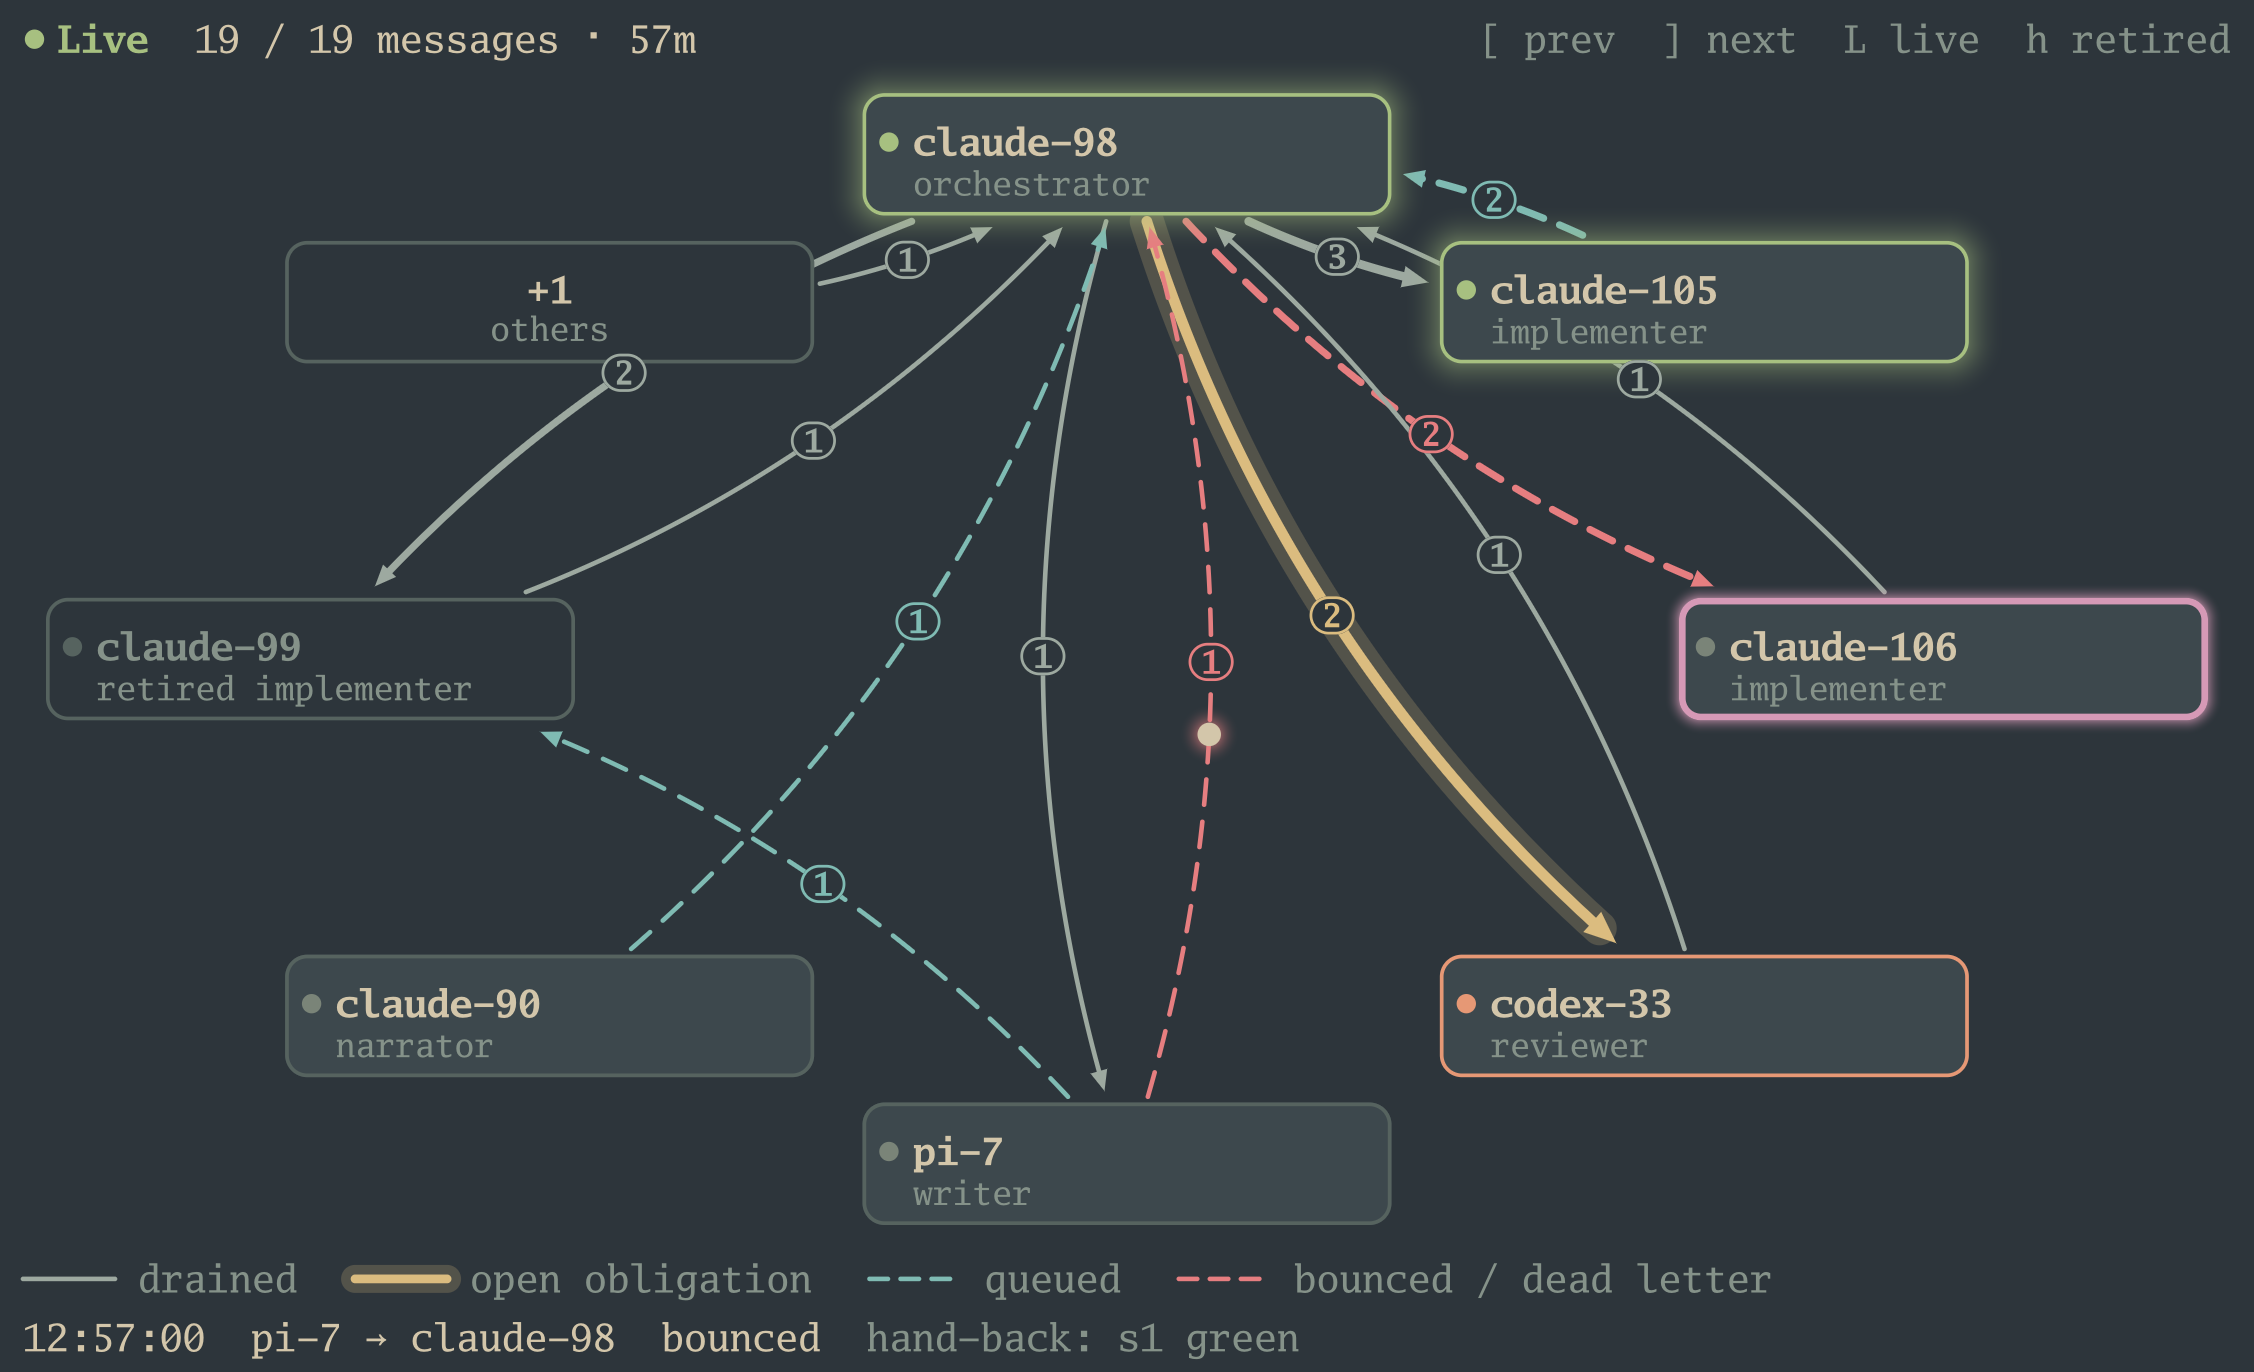 Live  19 / 19 messages · 57m  [ prev  ] next  L live  h retired
claude-98
orchestrator
2
1
3
+1
others
claude-105
implementer
2
1
1
2
1
1
1
1
2
claude-99
retired implementer
claude-106
implementer
1
claude-90
narrator
codex-33
reviewer
pi-7
writer
drained  open obligation  queued  bounced / dead letter
12:57:00  pi-7 → claude-98  bounced  hand-back: s1 green